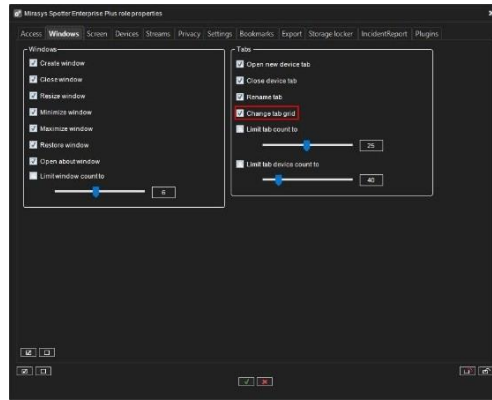 Mirasys Spotter Enterprise Plus role properties
Access Windows Screen Devices Streams Privacy Settings Bookmarks Export Storage locker IncidentReport Plugins
Windows
Create window
Close window
Resize window
Minimize window
Maximize window
Restore window
Open about window
Limit window count to
6
Tabs
Open new device tab
Close device tab
Rename tab
Change tab grid
Limit tab count to
25
Limit tab device count to
40